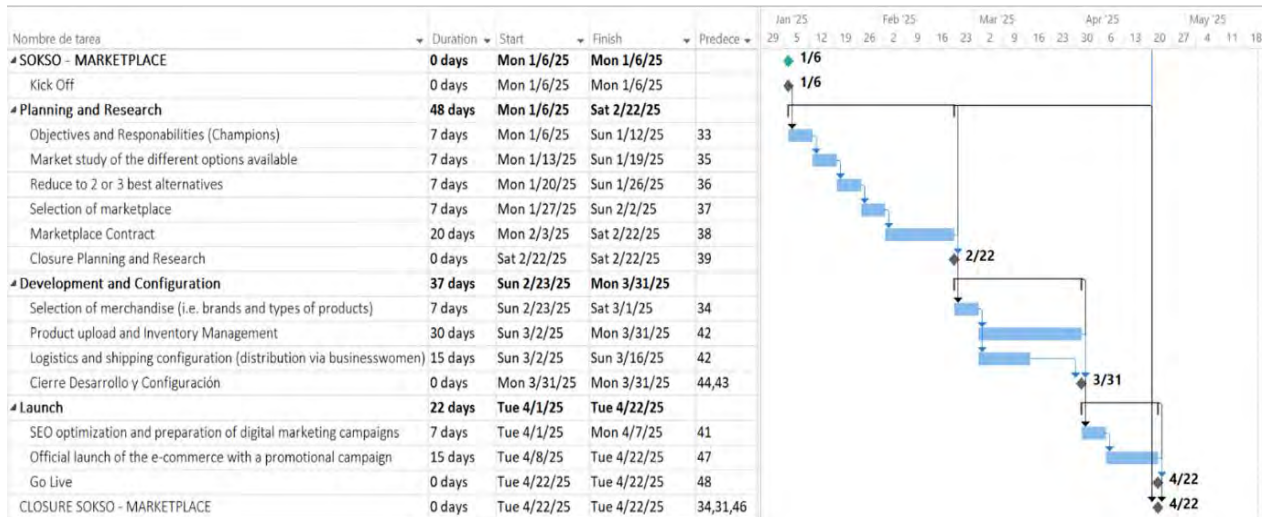 Jan '25 Feb '25 Mar '25 Apr '25 May '25
Nombre de tarea Duration Start Finish Predece 29 5 12 19 26 2 9 16 23 2 9 16 23 30 6 13 20 27 4 11 18
SOKSO - MARKETPLACE 0 days Mon 1/6/25 Mon 1/6/25 1/6
Kick Off 0 days Mon 1/6/25 Mon 1/6/25 1/6
Planning and Research 48 days Mon 1/6/25 Sat 2/22/25
Objectives and Responabilities (Champions) 7 days Mon 1/6/25 Sun 1/12/25 33
Market study of the different options available 7 days Mon 1/13/25 Sun 1/19/25 35
Reduce to 2 or 3 best alternatives 7 days Mon 1/20/25 Sun 1/26/25 36
Selection of marketplace 7 days Mon 1/27/25 Sun 2/2/25 37
Marketplace Contract 20 days Mon 2/3/25 Sat 2/22/25 38
Closure Planning and Research 0 days Sat 2/22/25 Sat 2/22/25 39 2/22
Development and Configuration 37 days Sun 2/23/25 Mon 3/31/25
Selection of merchandise (i.e. brands and types of products) 7 days Sun 2/23/25 Sat 3/1/25 34
Product upload and Inventory Management 30 days Sun 3/2/25 Mon 3/31/25 42
Logistics and shipping configuration (distribution via businesswomen) 15 days Sun 3/2/25 Sun 3/16/25 42
Cierre Desarrollo y Configuración 0 days Mon 3/31/25 Mon 3/31/25 44,43 3/31
Launch 22 days Tue 4/1/25 Tue 4/22/25
SEO optimization and preparation of digital marketing campaigns 7 days Tue 4/1/25 Mon 4/7/25 41
Official launch of the e-commerce with a promotional campaign 15 days Tue 4/8/25 Tue 4/22/25 47
Go Live 0 days Tue 4/22/25 Tue 4/22/25 48 4/22
CLOSURE SOKSO - MARKETPLACE 0 days Tue 4/22/25 Tue 4/22/25 34,31,46 4/22